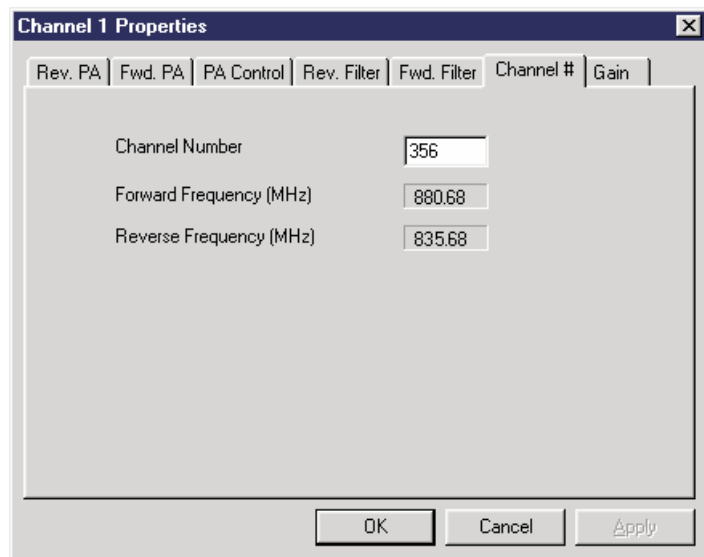 Channel 1 Properties
Rev. PA Fwd. PA PA Control Rev. Filter Fwd. Filter Channel # Gain
Channel Number 356
Forward Frequency (MHz) 880.68
Reverse Frequency (MHz) 835.68
OK Cancel Apply